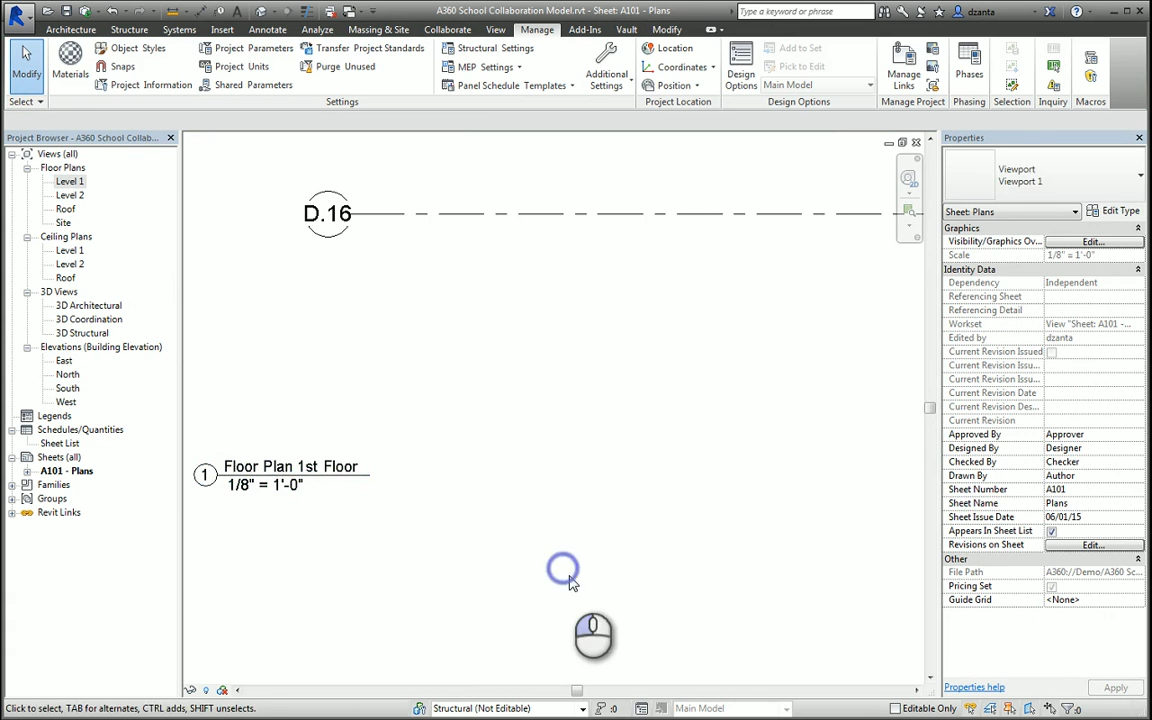 A360 School Collaboration Model.rvt - Sheet: A101 - Plans
Type a keyword or phrase
dzanta
Architecture Structure Systems Insert Annotate Analyze Massing & Site Collaborate View Manage Add-Ins Vault Modify
Modify
Select
Materials
Object Styles
Snaps
Project Information
Project Parameters
Project Units
Shared Parameters
Transfer Project Standards
Purge Unused
Settings
Structural Settings
MEP Settings
Panel Schedule Templates
Additional Settings
Location
Coordinates
Position
Project Location
Design Options
Add to Set
Pick to Edit
Main Model
Design Options
Manage Links
Manage Project
Phases
Phasing
Selection
Inquiry
Macros
Project Browser - A360 School Collab...
Views (all)
Floor Plans
Level 1
Level 2
Roof
Site
Ceiling Plans
Level 1
Level 2
Roof
3D Views
3D Architectural
3D Coordination
3D Structural
Elevations (Building Elevation)
East
North
South
West
Legends
Schedules/Quantities
Sheet List
Sheets (all)
A101 - Plans
Families
Groups
Revit Links
D.16
2D
1
Floor Plan 1st Floor
1/8" = 1'-0"
Properties
Viewport
Viewport 1
Sheet: Plans
Edit Type
Graphics
Visibility/Graphics Ov... Edit...
Scale 1/8" = 1'-0"
Identity Data
Dependency Independent
Referencing Sheet
Referencing Detail
Workset View "Sheet: A101 -...
Edited by dzanta
Current Revision Issued
Current Revision Issu...
Current Revision Issu...
Current Revision Date
Current Revision Des...
Current Revision
Approved By Approver
Designed By Designer
Checked By Checker
Drawn By Author
Sheet Number A101
Sheet Name Plans
Sheet Issue Date 06/01/15
Appears In Sheet List
Revisions on Sheet Edit...
Other
File Path A360://Demo/A360 Sc...
Pricing Set
Guide Grid <None>
Properties help
Apply
Click to select, TAB for alternates, CTRL adds, SHIFT unselects.
Structural (Not Editable)
:0
Main Model
Editable Only
:0